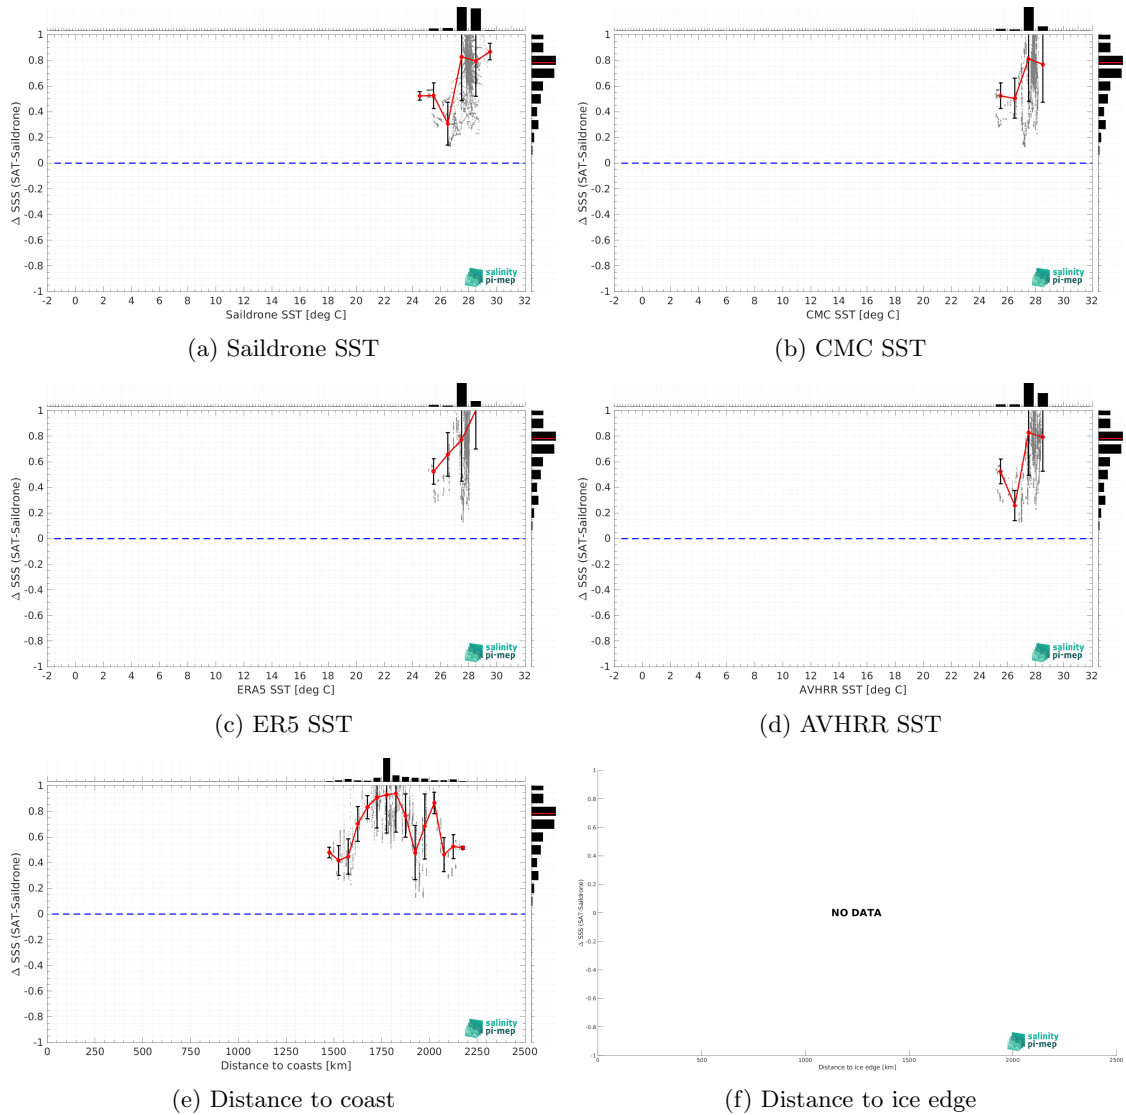 1
0.8
0.6
0.4
0.2
0
-0.2
-0.4
-0.6
-0.8
-1
Δ SSS (SAT-Saildrone)
-2 0 2 4 6 8 10 12 14 16 18 20 22 24 26 28 30 32
Saildrone SST [deg C]
salinity
pi-mep
(a) Saildrone SST
1
0.8
0.6
0.4
0.2
0
-0.2
-0.4
-0.6
-0.8
-1
Δ SSS (SAT-Saildrone)
-2 0 2 4 6 8 10 12 14 16 18 20 22 24 26 28 30 32
CMC SST [deg C]
salinity
pi-mep
(b) CMC SST
1
0.8
0.6
0.4
0.2
0
-0.2
-0.4
-0.6
-0.8
-1
Δ SSS (SAT-Saildrone)
-2 0 2 4 6 8 10 12 14 16 18 20 22 24 26 28 30 32
ERA5 SST [deg C]
salinity
pi-mep
(c) ER5 SST
1
0.8
0.6
0.4
0.2
0
-0.2
-0.4
-0.6
-0.8
-1
Δ SSS (SAT-Saildrone)
-2 0 2 4 6 8 10 12 14 16 18 20 22 24 26 28 30 32
AVHRR SST [deg C]
salinity
pi-mep
(d) AVHRR SST
1
0.8
0.6
0.4
0.2
0
-0.2
-0.4
-0.6
-0.8
-1
Δ SSS (SAT-Saildrone)
0 250 500 750 1000 1250 1500 1750 2000 2250 2500
Distance to coasts [km]
salinity
pi-mep
(e) Distance to coast
1
0.8
0.6
0.4
0.2
0
-0.2
-0.4
-0.6
-0.8
-1
Δ SSS (SAT-Saildrone)
NO DATA
0 500 1000 1500 2000 2500
Distance to ice edge [km]
salinity
pi-mep
(f) Distance to ice edge